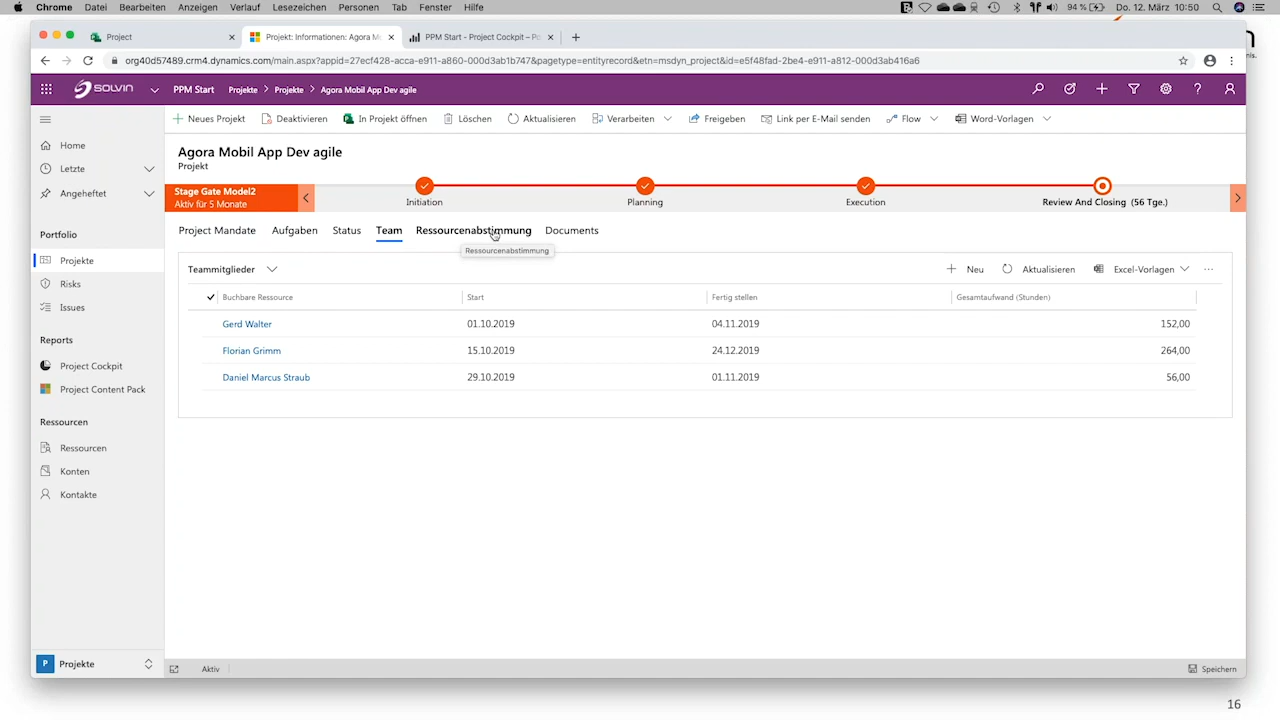 Chrome Datei Bearbeiten Anzeigen Verlauf Lesezeichen Personen Tab Fenster Hilfe 94 % Do. 12. März 10:50
Project Projekt: Informationen: Agora M PPM Start - Project Cockpit – Po
org40d57489.crm4.dynamics.com/main.aspx?appid=27ecf428-acca-e911-a860-000d3ab1b747&pagetype=entityrecord&etn=msdyn_project&id=e5f48fad-2be4-e911-a812-000d3ab416a6
SOLVIN PPM Start Projekte > Projekte > Agora Mobil App Dev agile
Neues Projekt Deaktivieren In Projekt öffnen Löschen Aktualisieren Verarbeiten Freigeben Link per E-Mail senden Flow Word-Vorlagen
Home
Letzte
Angeheftet
Portfolio
Projekte
Risks
Issues
Reports
Project Cockpit
Project Content Pack
Ressourcen
Ressourcen
Konten
Kontakte
P Projekte
Agora Mobil App Dev agile
Projekt
Stage Gate Model2
Aktiv für 5 Monate
Initiation Planning Execution Review And Closing (56 Tge.)
Project Mandate Aufgaben Status Team Ressourcenabstimmung Documents
Ressourcenabstimmung
Teammitglieder Neu Aktualisieren Excel-Vorlagen
Buchbare Ressource Start Fertig stellen Gesamtaufwand (Stunden)
Gerd Walter 01.10.2019 04.11.2019 152,00
Florian Grimm 15.10.2019 24.12.2019 264,00
Daniel Marcus Straub 29.10.2019 01.11.2019 56,00
Aktiv Speichern
16